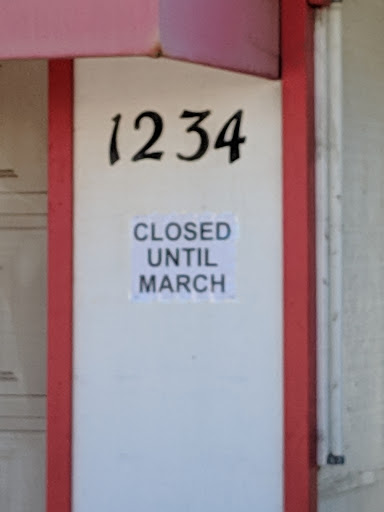 1234
CLOSED
UNTIL
MARCH